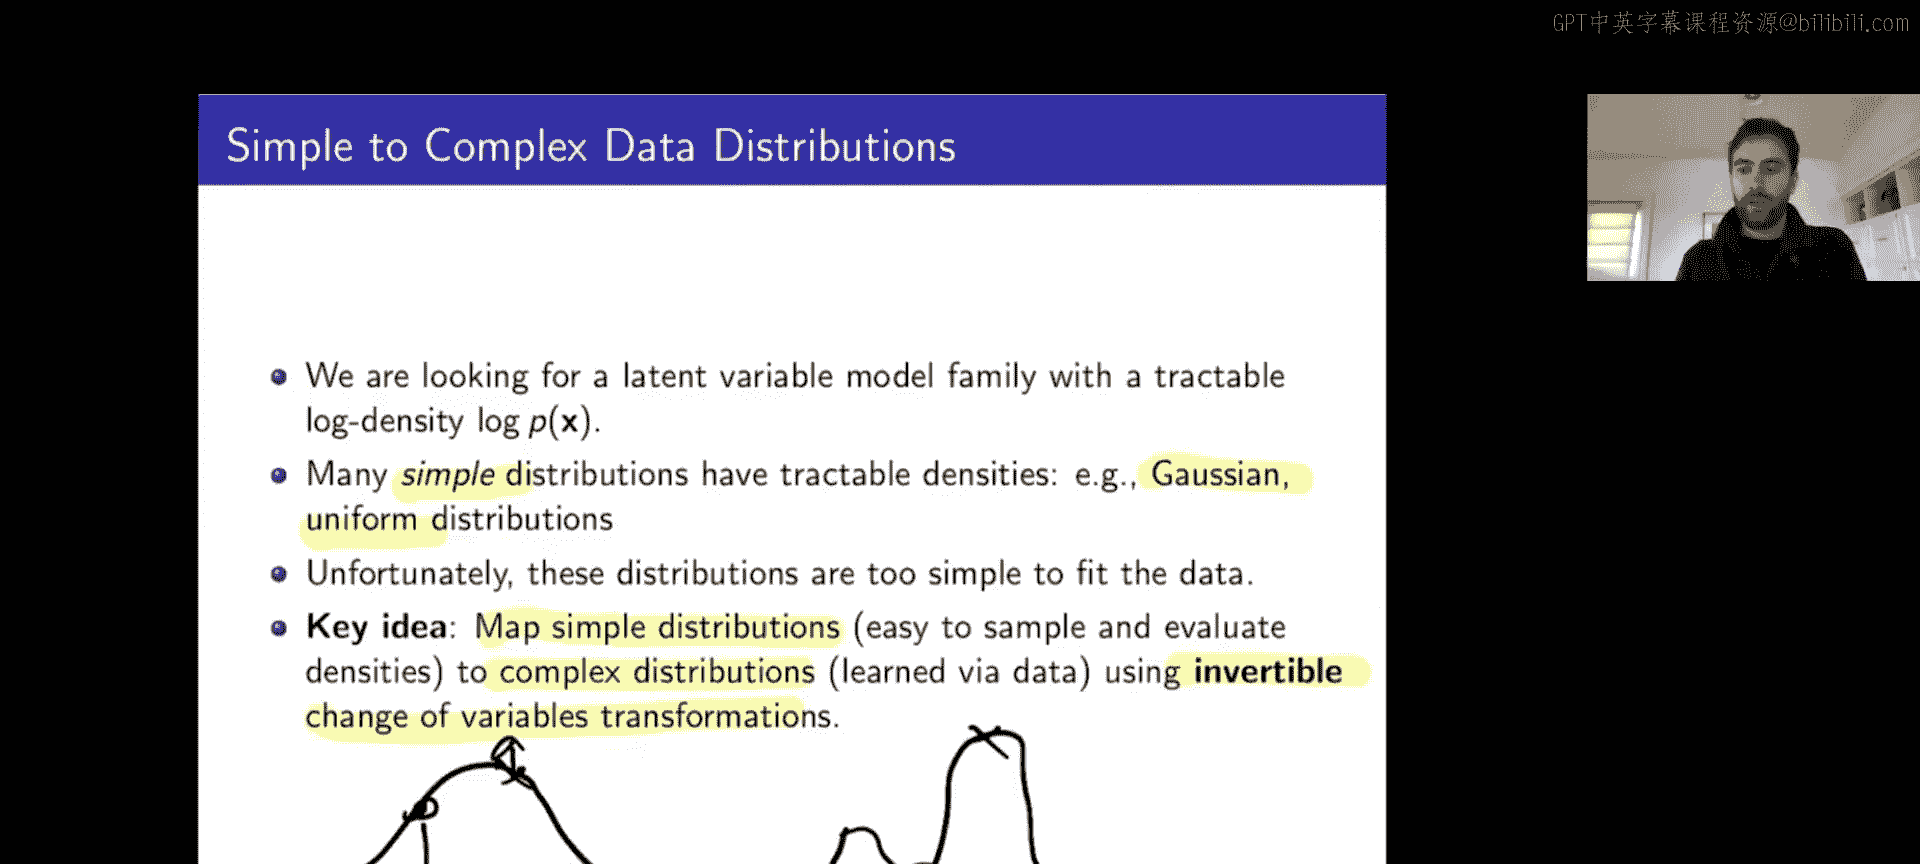 GPT中英字幕课程资源@bilibili.com
Simple to Complex Data Distributions
We are looking for a latent variable model family with a tractable
log-density log p(x).
Many simple distributions have tractable densities: e.g., Gaussian,
uniform distributions
Unfortunately, these distributions are too simple to fit the data.
Key idea: Map simple distributions (easy to sample and evaluate
densities) to complex distributions (learned via data) using invertible
change of variables transformations.